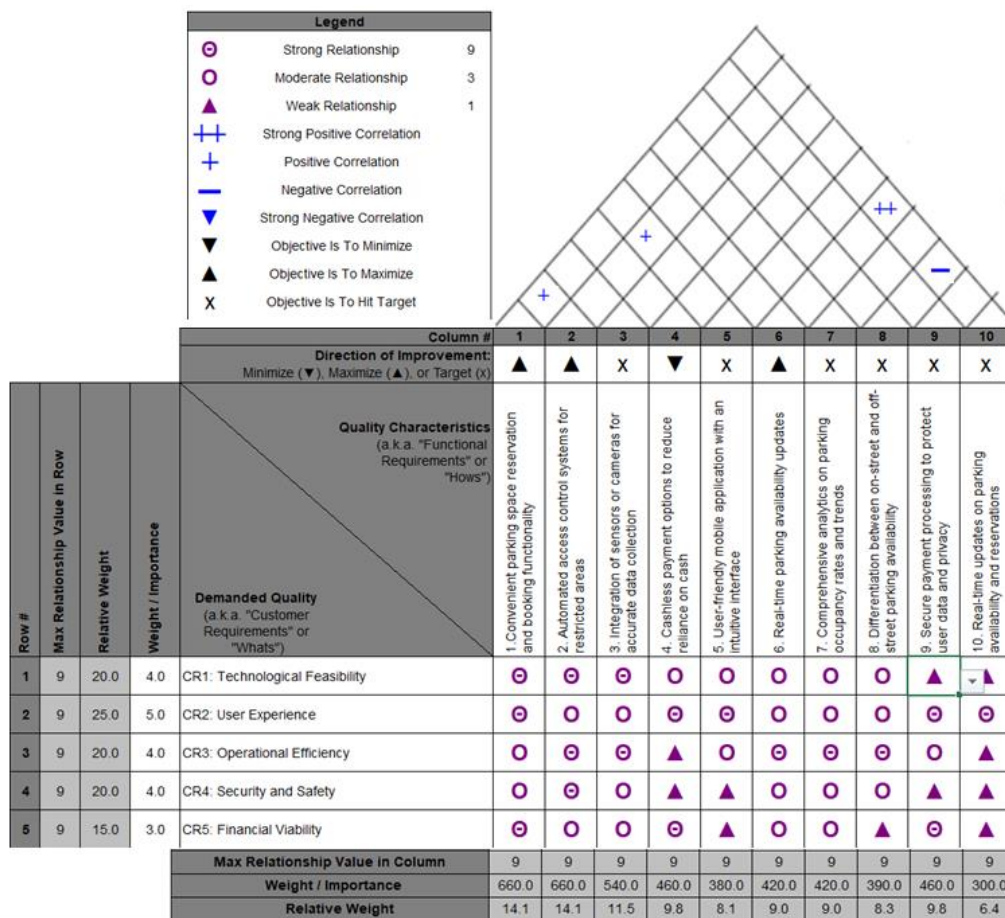 Legend
Strong Relationship 9
Moderate Relationship 3
Weak Relationship 1
Strong Positive Correlation
Positive Correlation
Negative Correlation
Strong Negative Correlation
Objective Is To Minimize
Objective Is To Maximize
X Objective Is To Hit Target
Column # 1 2 3 4 5 6 7 8 9 10
Direction of Improvement:
Minimize (▼), Maximize (▲), or Target (x)
▲ ▲ X ▼ X ▲ X X X X
Row #
Max Relationship Value in Row
Relative Weight
Weight / Importance
Quality Characteristics
(a.k.a. "Functional
Requirements" or
"Hows")
Demanded Quality
(a.k.a. "Customer
Requirements" or
"Whats")
1.Convenient parking space reservation
and booking functionality
2. Automated access control systems for
restricted areas
3. Integration of sensors or cameras for
accurate data collection
4. Cashless payment options to reduce
reliance on cash
5. User-friendly mobile application with an
intuitive interface
6. Real-time parking availability updates
7. Comprehensive analytics on parking
occupancy rates and trends
8. Differentiation between on-street and off-
street parking availability
9. Secure payment processing to protect
user data and privacy
10. Real-time updates on parking
availability and reservations
1 9 20.0 4.0 CR1: Technological Feasibility
2 9 25.0 5.0 CR2: User Experience
3 9 20.0 4.0 CR3: Operational Efficiency
4 9 20.0 4.0 CR4: Security and Safety
5 9 15.0 3.0 CR5: Financial Viability
Max Relationship Value in Column 9 9 9 9 9 9 9 9 9 9
Weight / Importance 660.0 660.0 540.0 460.0 380.0 420.0 420.0 390.0 460.0 300.0
Relative Weight 14.1 14.1 11.5 9.8 8.1 9.0 9.0 8.3 9.8 6.4